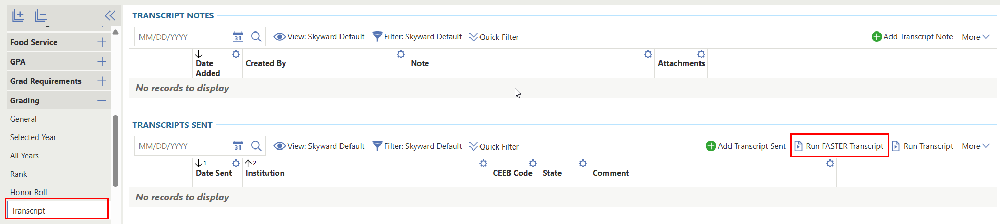 Food Service
GPA
Grad Requirements
Grading
General
Selected Year
All Years
Rank
Honor Roll
Transcript
TRANSCRIPT NOTES
MM/DD/YYYY 31 View: Skyward Default Filter: Skyward Default Quick Filter Add Transcript Note More
Date Added Created By Note Attachments
No records to display
TRANSCRIPTS SENT
MM/DD/YYYY 31 View: Skyward Default Filter: Skyward Default Quick Filter Add Transcript Sent Run FASTER Transcript Run Transcript More
1 2
Date Sent Institution CEEB Code State Comment
No records to display